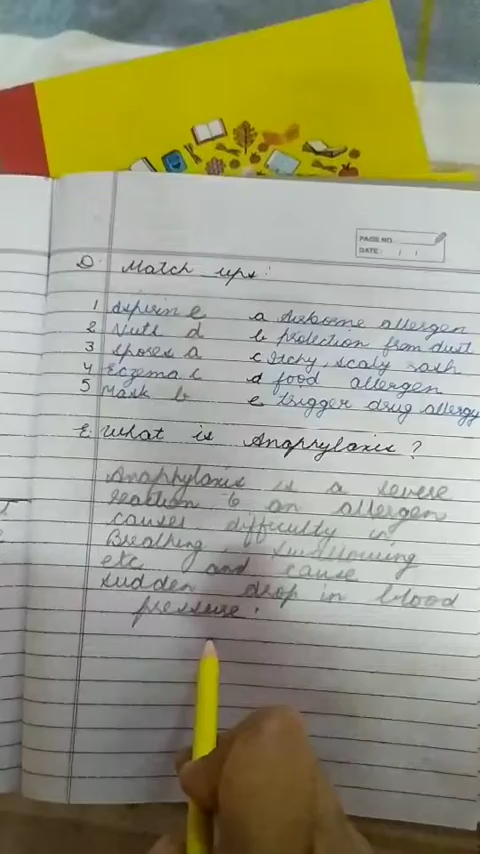 PAGE NO.
DATE: / /
D. Match ups:
1 Aspirin e a Airborne allergen
2 Nuts d b protection from dust
3 spores a c Itchy, scaly rash
4 Eczema c d food allergen
5 Mask b e trigger drug allergy
E. What is Anaphylaxis?
Anaphylaxis is a severe
reaction to an allergen
causes difficulty in
Breathing, swallowing
etc and cause
sudden drop in blood
pressure.